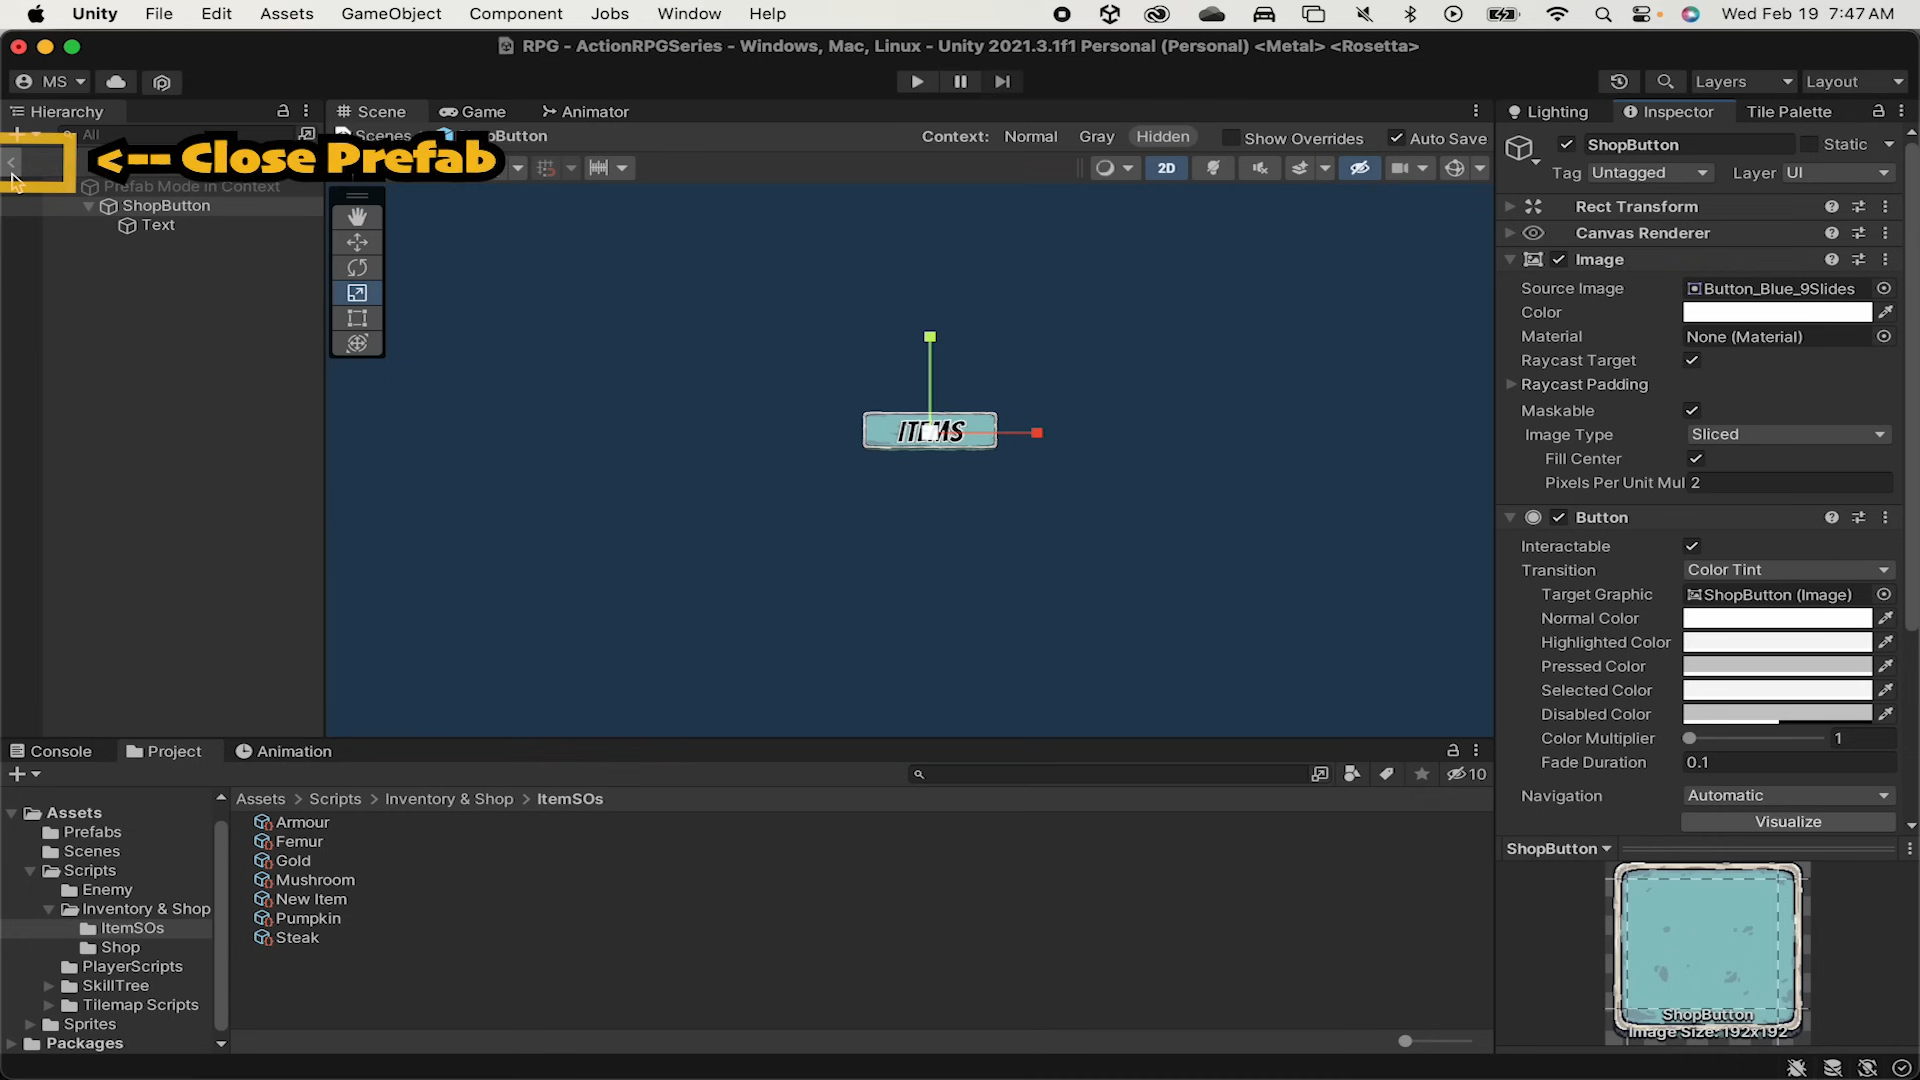 Unity File Edit Assets GameObject Component Jobs Window Help Wed Feb 19 7:47 AM
RPG - ActionRPGSeries - Windows, Mac, Linux - Unity 2021.3.1f1 Personal (Personal) <Metal> <Rosetta>
MS Layers Layout
Hierarchy Scene Game Animator Lighting Inspector Tile Palette
All Scenes Button Context: Normal Gray Hidden Show Overrides Auto Save
<-- Close Prefab
ShopButton Static
Tag Untagged Layer UI
2D
Prefab Mode in Context
ShopButton
Text
Rect Transform
Canvas Renderer
Image
Source Image Button_Blue_9Slides
Color
Material None (Material)
Raycast Target
Raycast Padding
Maskable
Image Type Sliced
Fill Center
Pixels Per Unit Mul 2
ITEMS
Button
Interactable
Transition Color Tint
Target Graphic ShopButton (Image)
Normal Color
Highlighted Color
Pressed Color
Selected Color
Disabled Color
Color Multiplier 1
Fade Duration 0.1
Navigation Automatic
Visualize
Console Project Animation
10
Assets > Scripts > Inventory & Shop > ItemSOs
Assets
Prefabs
Scenes
Scripts
Enemy
Inventory & Shop
ItemSOs
Shop
PlayerScripts
SkillTree
Tilemap Scripts
Sprites
Packages
Armour
Femur
Gold
Mushroom
New Item
Pumpkin
Steak
ShopButton
ShopButton
Image Size: 192x192